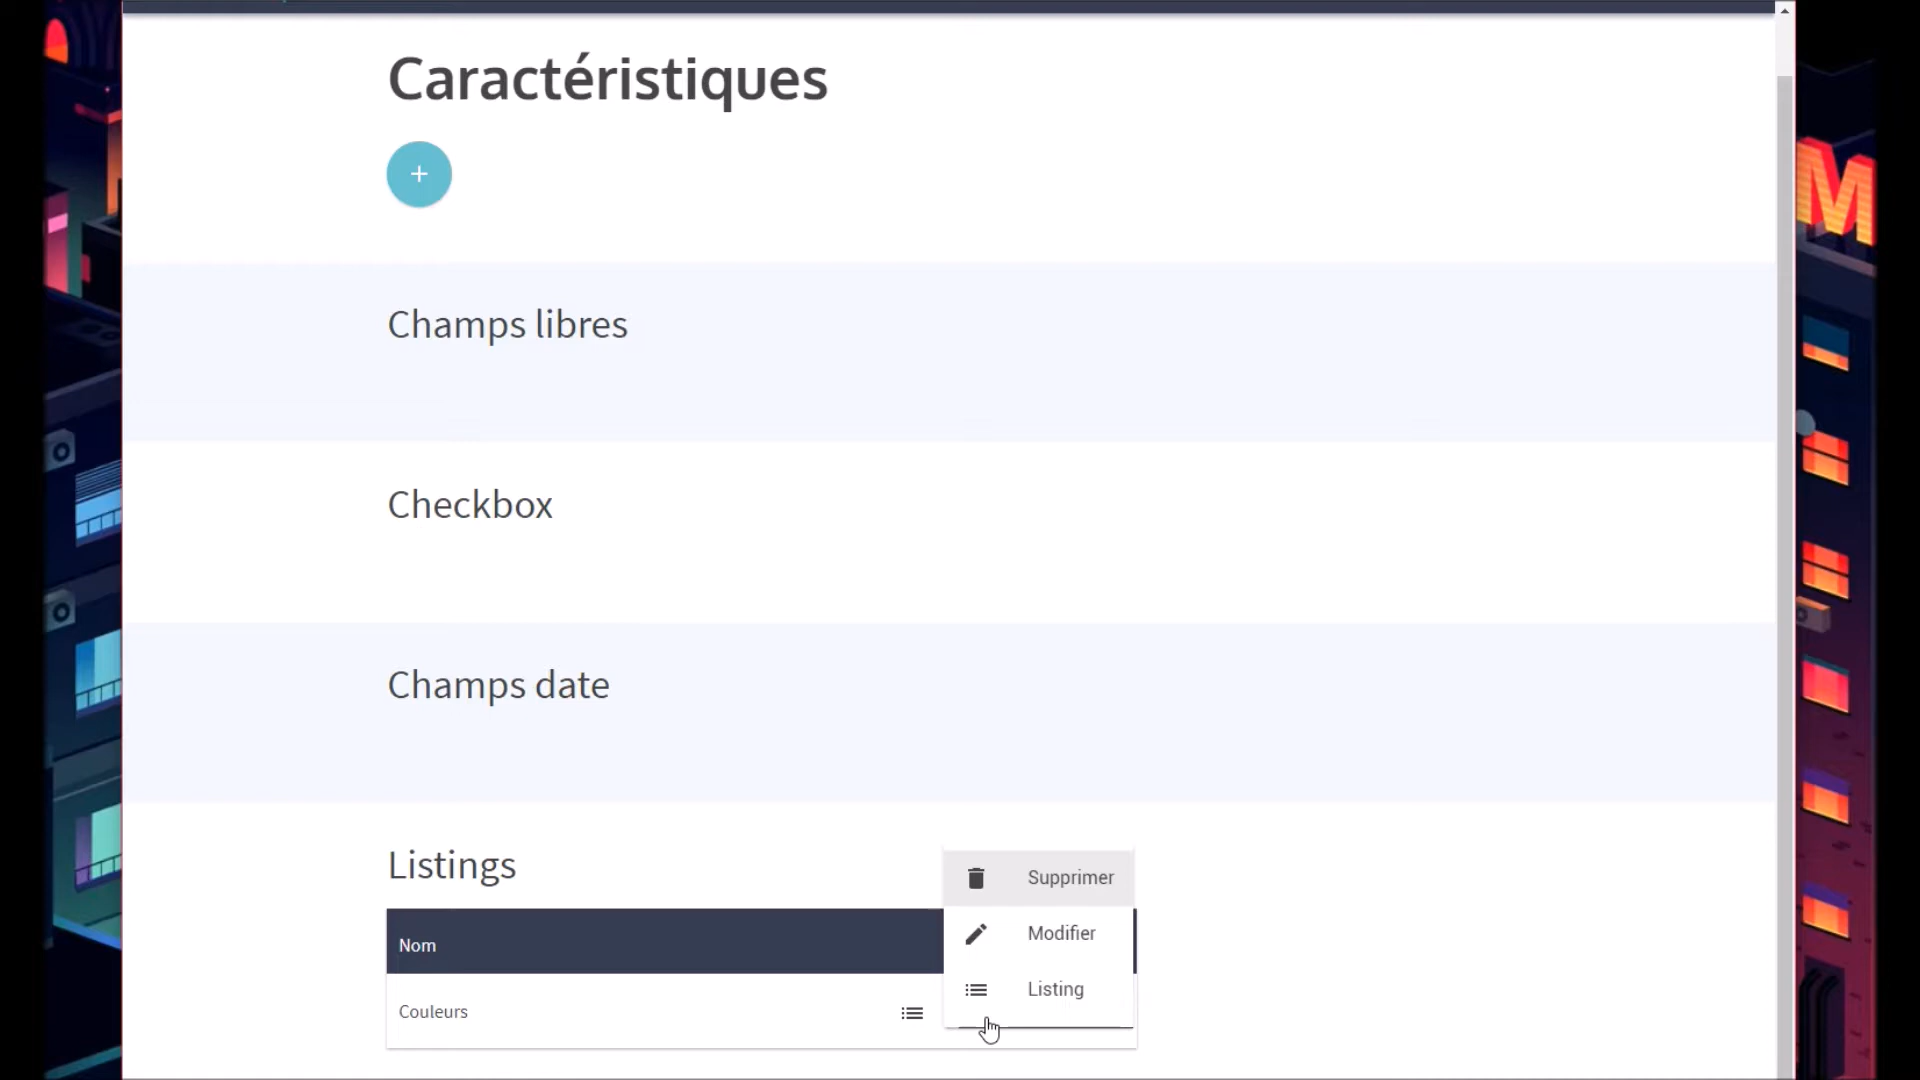 Caractéristiques
+
M
Champs libres
Checkbox
Champs date
Listings
Supprimer
Modifier
Nom
Listing
Couleurs